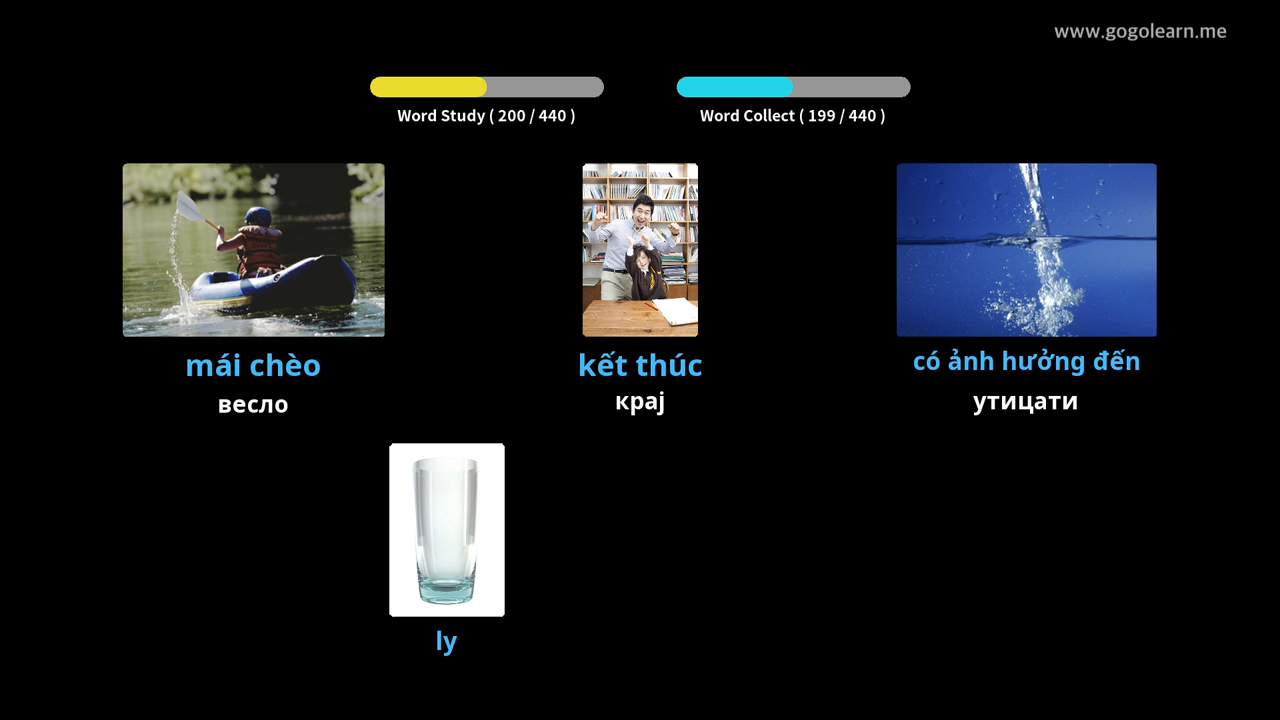 www.gogolearn.me
Word Study ( 200 / 440 )
Word Collect ( 199 / 440 )
mái chèo
весло
kết thúc
крај
có ảnh hưởng đến
утицати
ly